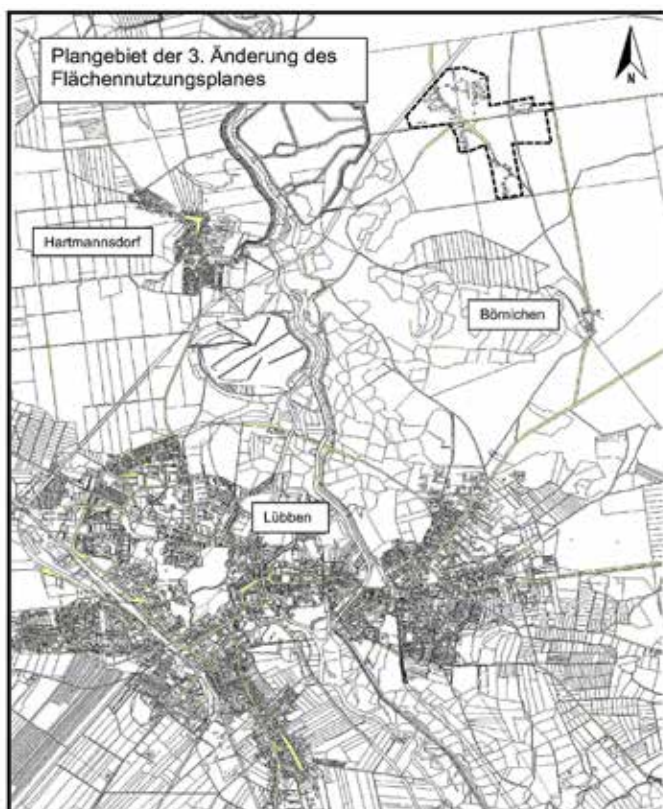 Plangebiet der 3. Änderung des
Flächennutzungsplanes
N
Hartmannsdorf
Börnichen
Lübben